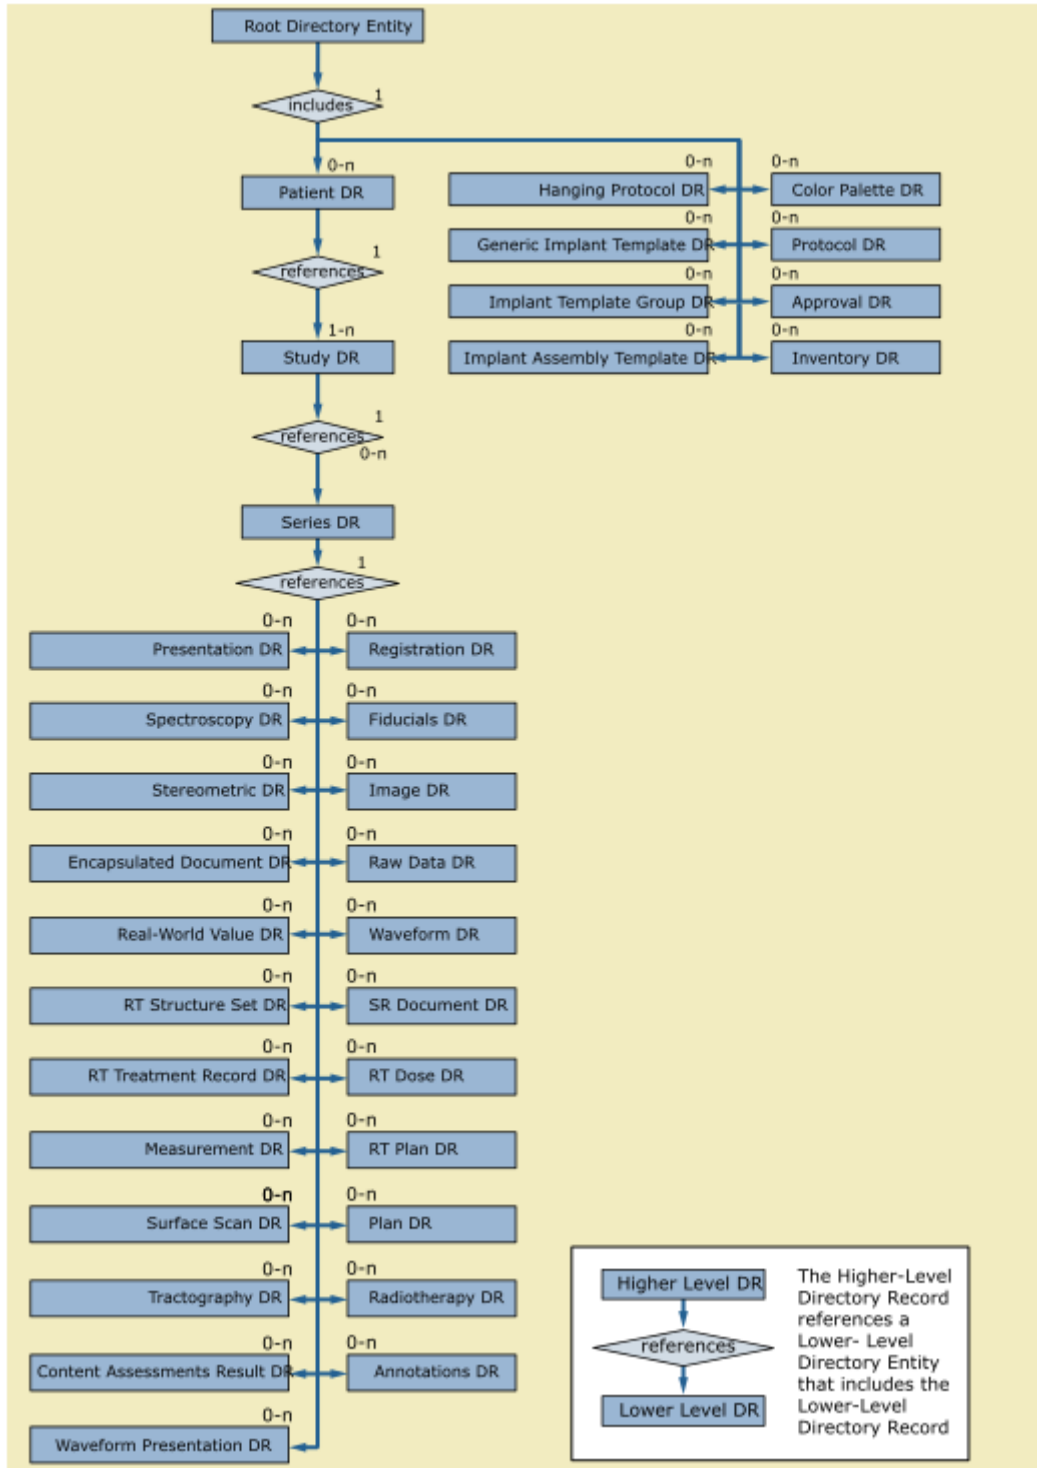 Root Directory Entity
includes
1
0-n
Patient DR
0-n
0-n
Hanging Protocol DR
Color Palette DR
0-n
0-n
Generic Implant Template DR
Protocol DR
0-n
0-n
Implant Template Group DR
Approval DR
0-n
0-n
Implant Assembly Template DR
Inventory DR
references
1
1-n
Study DR
references
1
0-n
Series DR
references
1
0-n
0-n
Presentation DR
Registration DR
0-n
0-n
Spectroscopy DR
Fiducials DR
0-n
0-n
Stereometric DR
Image DR
0-n
0-n
Encapsulated Document DR
Raw Data DR
0-n
0-n
Real-World Value DR
Waveform DR
0-n
0-n
RT Structure Set DR
SR Document DR
0-n
0-n
RT Treatment Record DR
RT Dose DR
0-n
0-n
Measurement DR
RT Plan DR
0-n
0-n
Surface Scan DR
Plan DR
0-n
0-n
Tractography DR
Radiotherapy DR
0-n
0-n
Content Assessments Result DR
Annotations DR
0-n
Waveform Presentation DR
Higher Level DR
references
Lower Level DR
The Higher-Level
Directory Record
references a
Lower- Level
Directory Entity
that includes the
Lower-Level
Directory Record